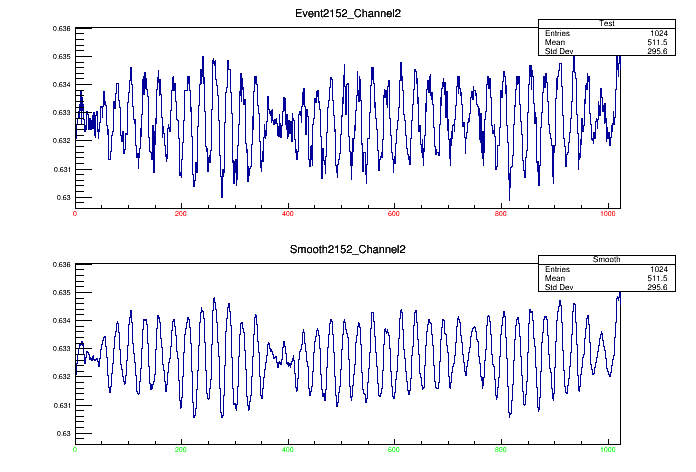 Event2152_Channel2
Test
Entries 1024
Mean 511.5
Std Dev 295.6
0.636
0.635
0.634
0.633
0.632
0.631
0.63
0 200 400 600 800 1000
Smooth2152_Channel2
Smooth
Entries 1024
Mean 511.5
Std Dev 295.6
0.636
0.635
0.634
0.633
0.632
0.631
0.63
0 200 400 600 800 1000